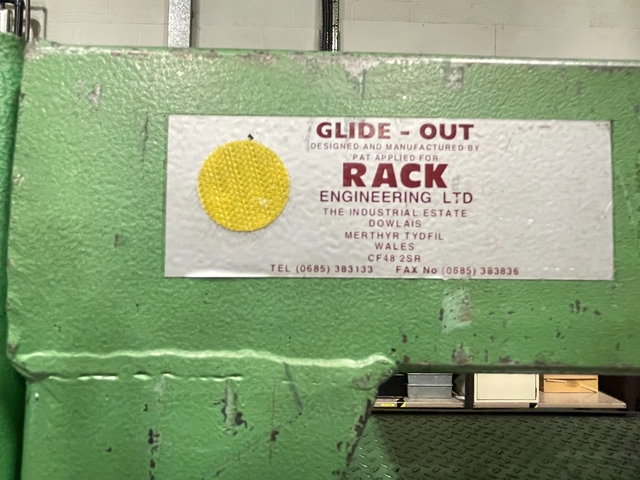 GLIDE - OUT
DESIGNED AND MANUFACTURED BY
'PAT APPLIED FOR
RACK
ENGINEERING LTD
THE INDUSTRIAL ESTATE
DOWLAIS
MERTHYR TYDFIL
WALES
CF48 2SR
TEL (0685) 383133 FAX No (0685) 383836